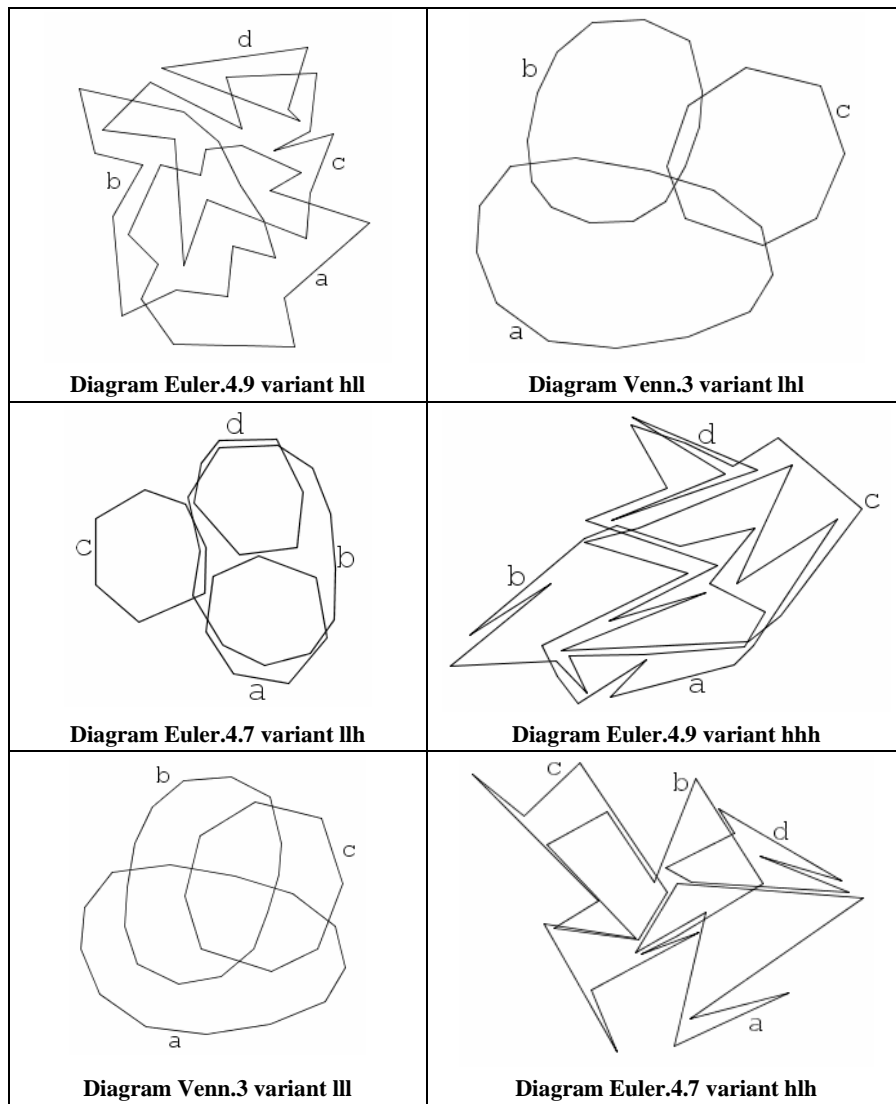 d
b
c
a
Diagram Euler.4.9 variant hll
b
c
a
Diagram Venn.3 variant lhl
d
c
b
a
Diagram Euler.4.7 variant llh
d
c
b
a
Diagram Euler.4.9 variant hhh
b
c
a
Diagram Venn.3 variant lll
c
b
d
a
Diagram Euler.4.7 variant hlh